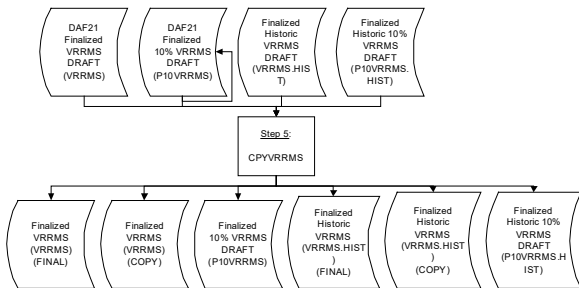 DAF21
Finalized
VRRMS
DRAFT
(VRRMS)
DAF21
Finalized
10% VRRMS
DRAFT
(P10VRRMS)
Finalized
Historic
VRRMS
DRAFT
(VRRMS.HIS
T)
Finalized
Historic 10%
VRRMS
DRAFT
(P10VRRMS.
HIST)
Step 5:
CPYVRRMS
Finalized
VRRMS
(VRRMS)
(FINAL)
Finalized
VRRMS
(VRRMS)
(COPY)
Finalized
10% VRRMS
DRAFT
(P10VRRMS)
Finalized
Historic
VRRMS
(VRRMS.HIST
)
(FINAL)
Finalized
Historic
VRRMS
(VRRMS.HIST
)
(COPY)
Finalized
Historic 10%
VRRMS
DRAFT
(P10VRRMS.H
IST)